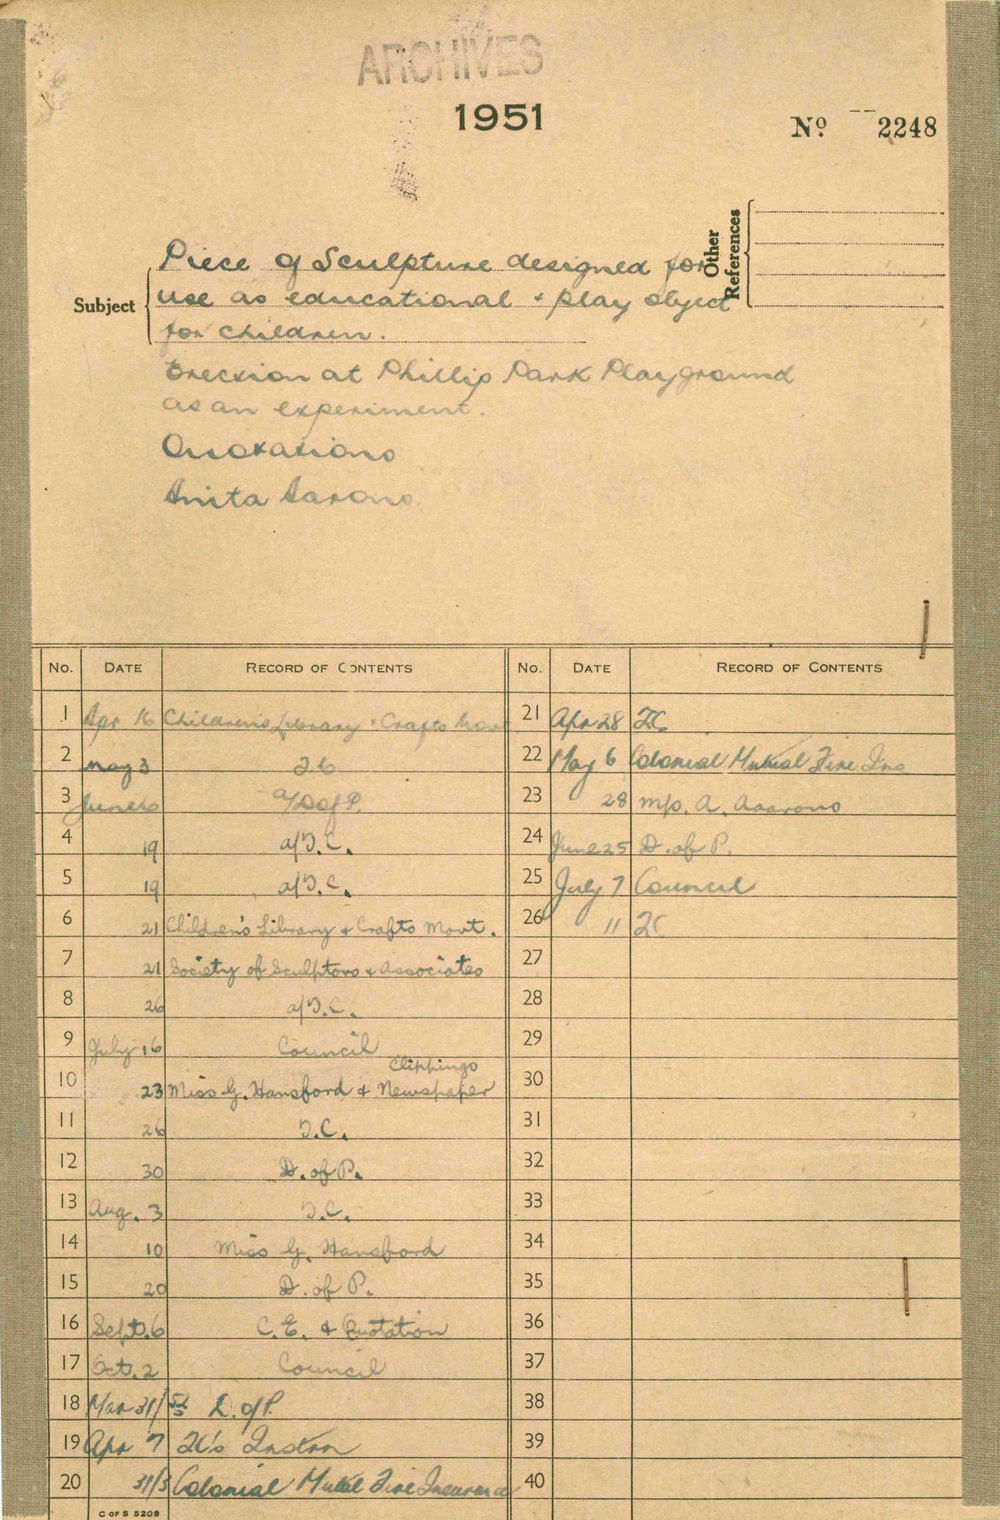 ARCHIVES
1951
No. 2248
Other References
Subject
Piece of Sculpture designed for
use as educational & play object
for children.
Erection at Phillip Park Playground
as an experiment.
Quotations
Anita Aarons.
No. DATE RECORD OF CONTENTS
1 Apr 16 Children's Library & Crafts Movt
2 May 3 TC
3 June 6 a/D of P.
4 19 a/T.C.
5 19 a/T.C.
6 21 Children's Library & Crafts Movt.
7 21 Society of Sculptors & Associates
8 26 a/T.C.
9 July 16 Council
10 23 Miss G. Hansford & Newspaper Clippings
11 26 T.C.
12 30 D. of P.
13 Aug. 3 T.C.
14 10 Miss G. Hansford
15 20 D. of P.
16 Sept. 6 C.E. & Quotation
17 Oct. 2 Council
18 Mar 31/ D. of P.
19 Apr 7 TC's Instrn
20 31/3 Colonial Mutual Fire Insurance
C OF S 5209
No. DATE RECORD OF CONTENTS
21 Apr 28 TC
22 May 6 Colonial Mutual Fire Ins
23 28 A. Aarons
24 June 25 D. of P.
25 July 7 Council
26 11 TC
27
28
29
30
31
32
33
34
35
36
37
38
39
40